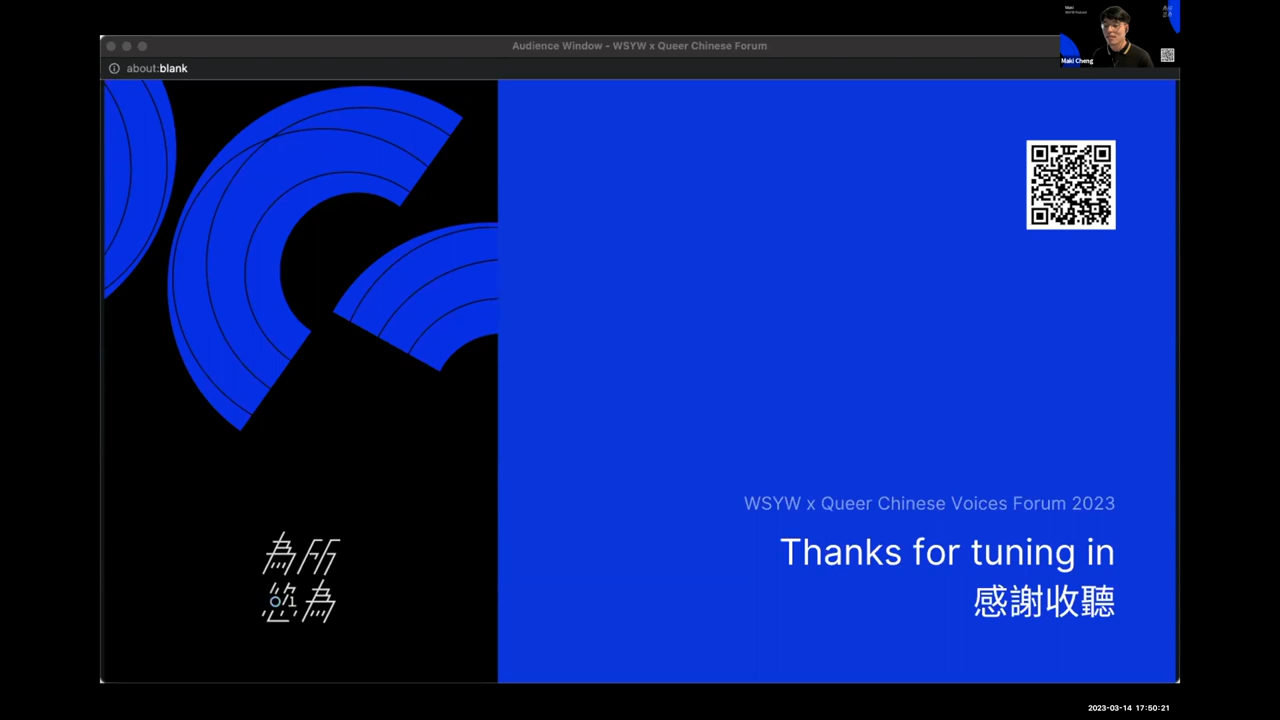 Audience Window - WSYW x Queer Chinese Forum
about:blank
Maki Cheng
WSYW x Queer Chinese Voices Forum 2023
Thanks for tuning in
感謝收聽
為所
慾為
2023-03-14 17:50:21